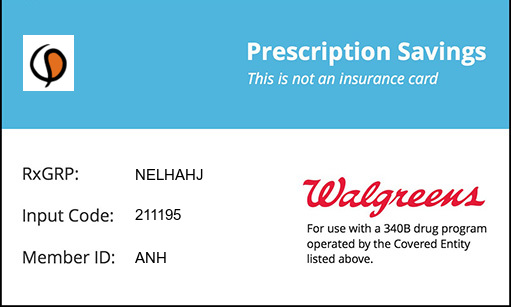 Prescription Savings
This is not an insurance card
RxGRP: NELHAHJ
Input Code: 211195
Member ID: ANH
Walgreens
For use with a 340B drug program
operated by the Covered Entity
listed above.